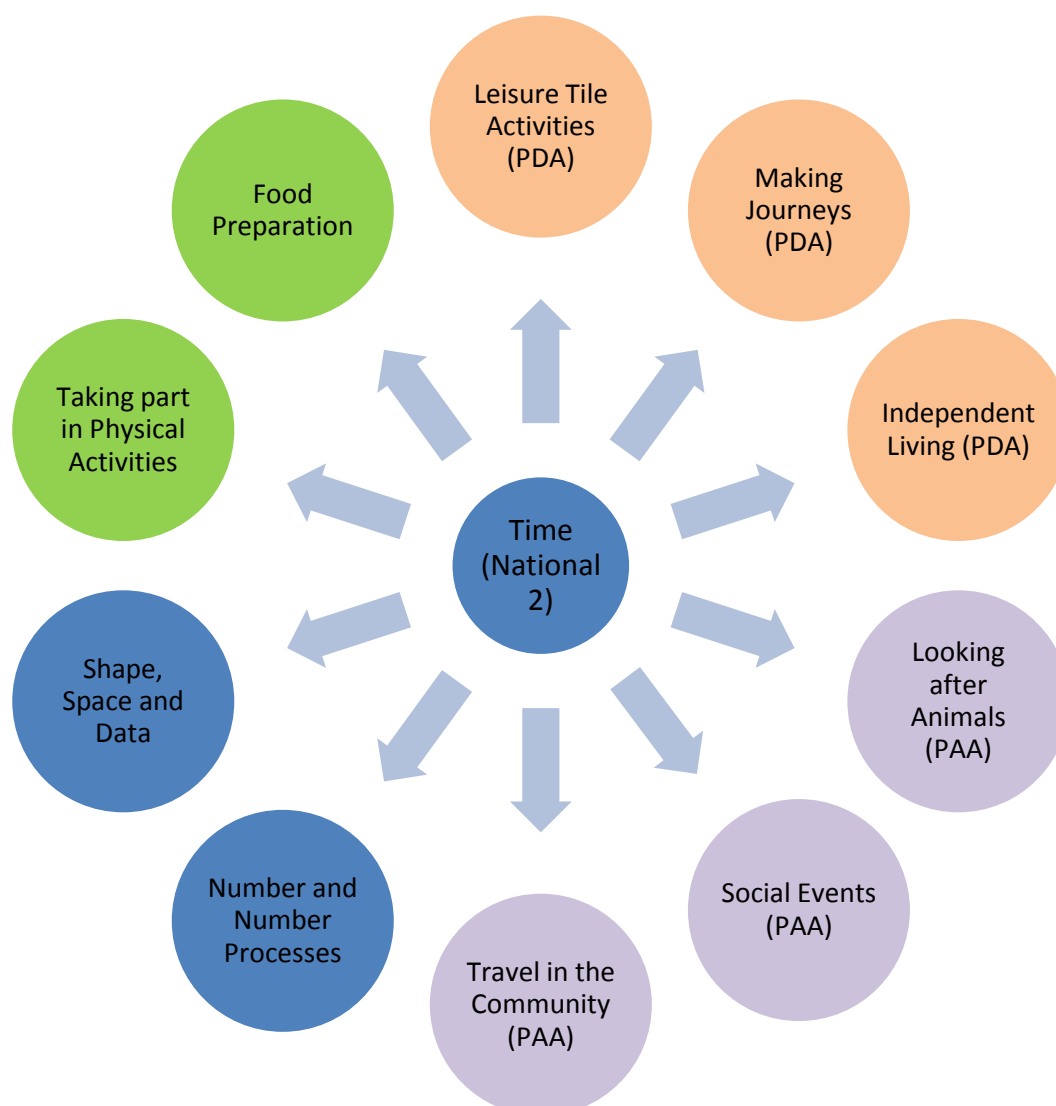 Leisure Tile
Activities
(PDA)
Making
Journeys
(PDA)
Independent
Living (PDA)
Looking
after
Animals
(PAA)
Social Events
(PAA)
Travel in the
Community
(PAA)
Number and
Number
Processes
Shape,
Space and
Data
Taking part
in Physical
Activities
Food
Preparation
Time
(National
2)